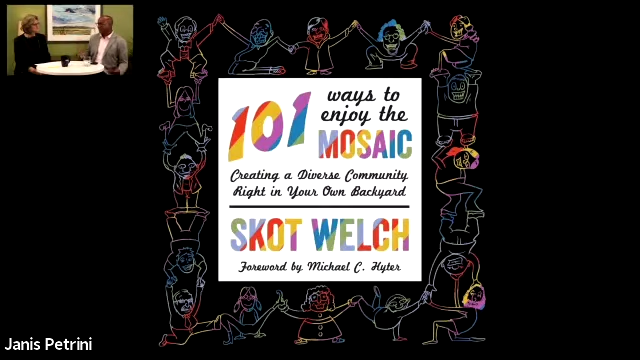 101
ways to
enjoy the
MOSAIC
Creating a Diverse Community
Right in Your Own Backyard
SKOT WELCH
Foreword by Michael C. Hyter
Janis Petrini